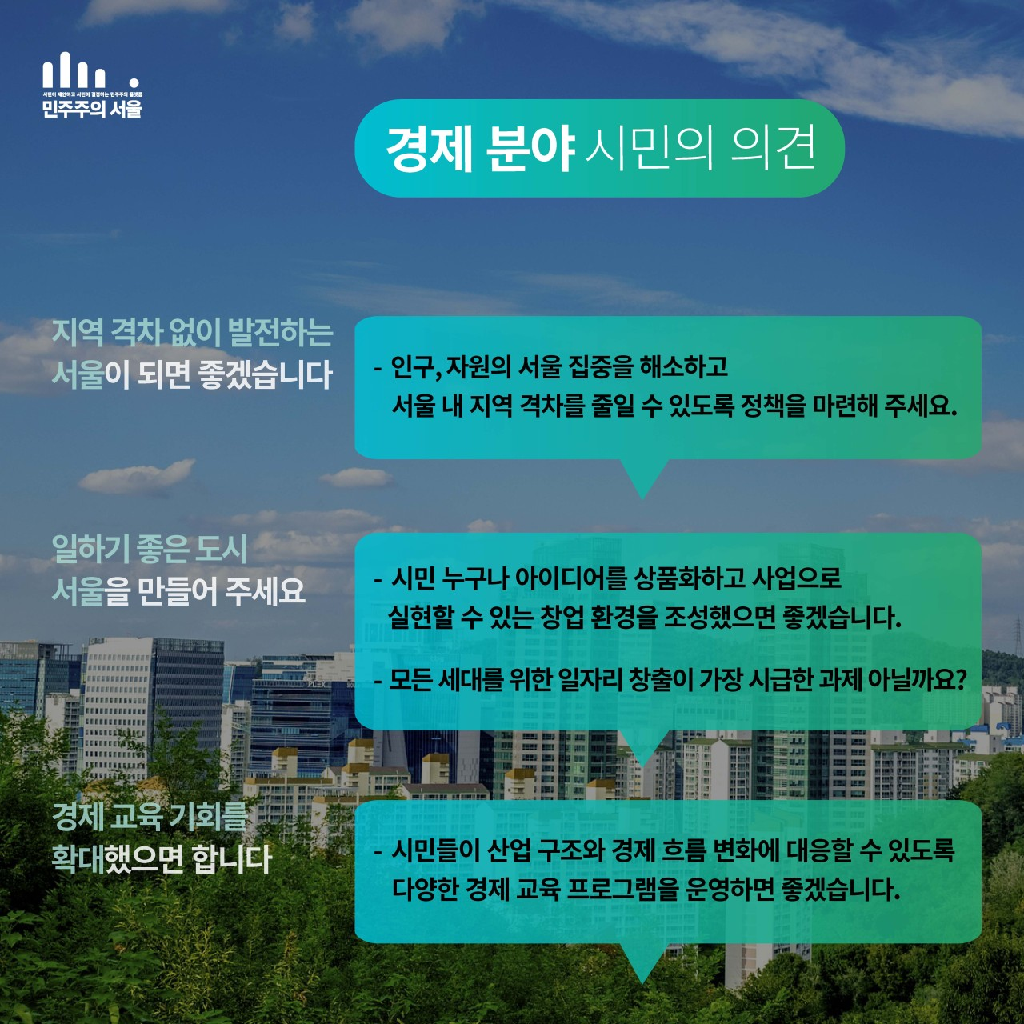 시민이 제안하고 시민이 결정하는 민주주의 플랫폼
민주주의 서울
경제 분야 시민의 의견
지역 격차 없이 발전하는
서울이 되면 좋겠습니다
- 인구, 자원의 서울 집중을 해소하고
서울 내 지역 격차를 줄일 수 있도록 정책을 마련해 주세요.
일하기 좋은 도시
서울을 만들어 주세요
- 시민 누구나 아이디어를 상품화하고 사업으로
실현할 수 있는 창업 환경을 조성했으면 좋겠습니다.
- 모든 세대를 위한 일자리 창출이 가장 시급한 과제 아닐까요?
경제 교육 기회를
확대했으면 합니다
- 시민들이 산업 구조와 경제 흐름 변화에 대응할 수 있도록
다양한 경제 교육 프로그램을 운영하면 좋겠습니다.